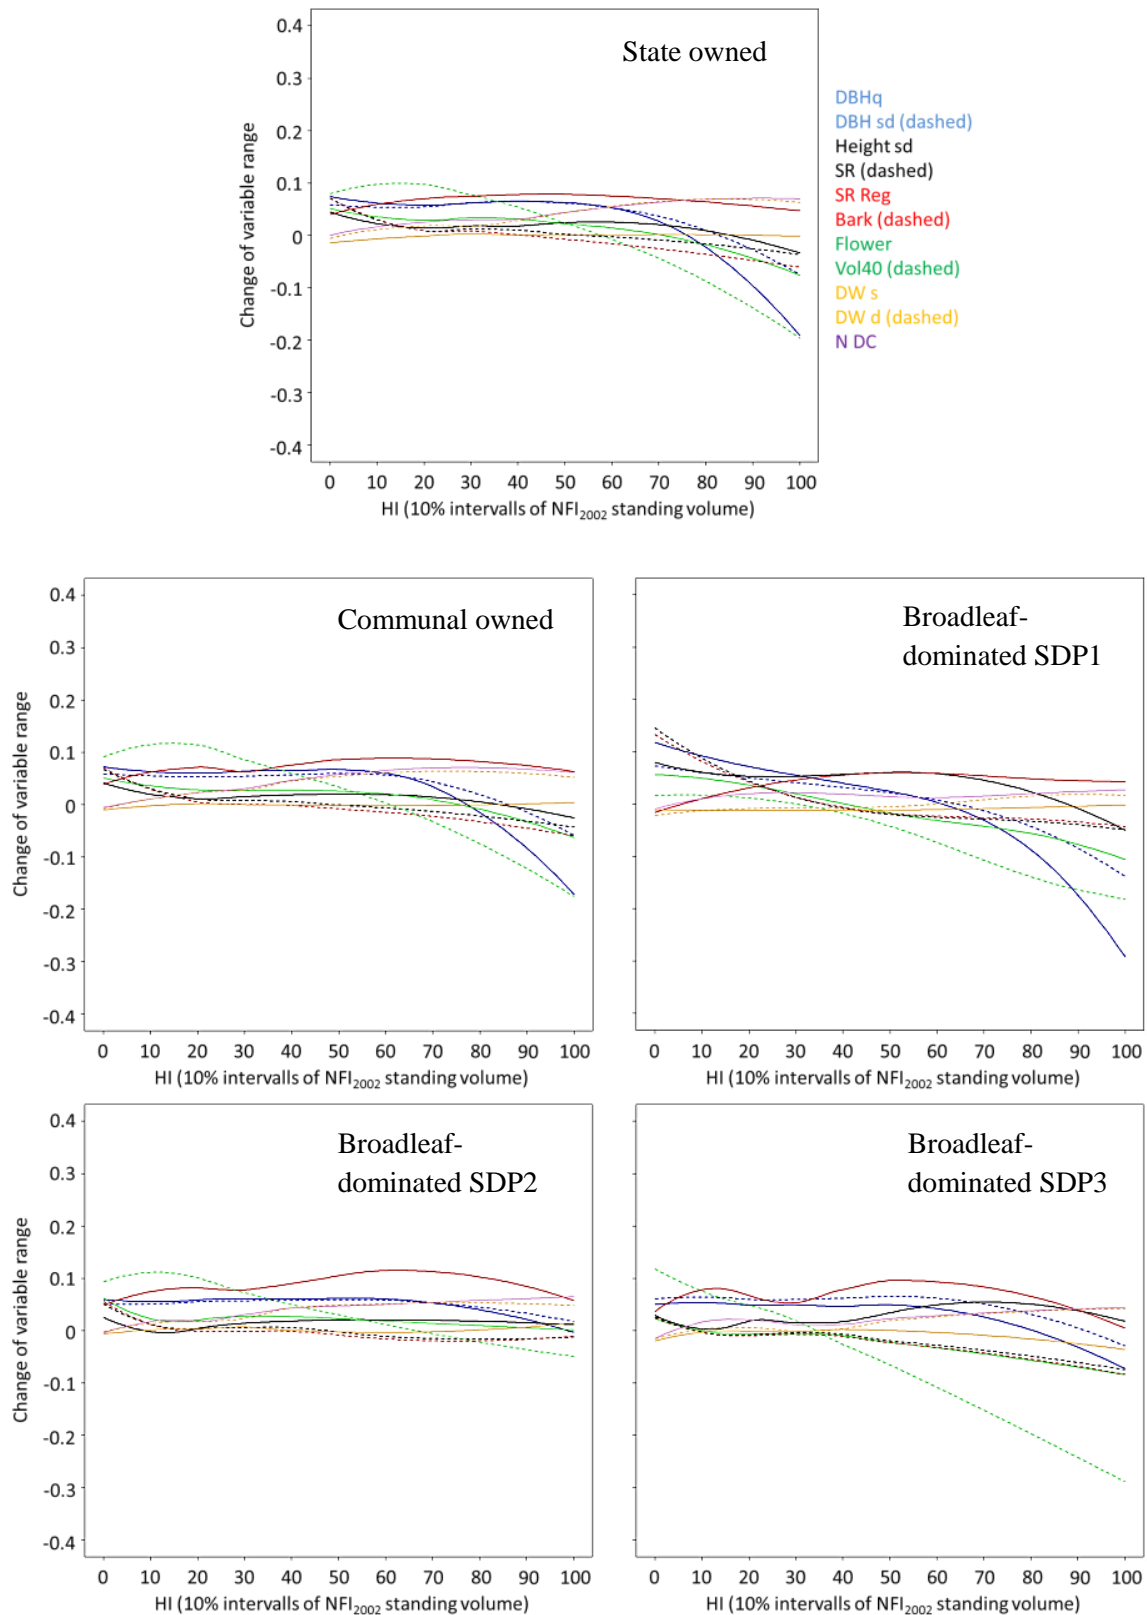 State owned
0.4
0.3
0.2
0.1
0
-0.1
-0.2
-0.3
-0.4
Change of variable range
0 10 20 30 40 50 60 70 80 90 100
HI (10% intervalls of NFI2002 standing volume)
DBHq
DBH sd (dashed)
Height sd
SR (dashed)
SR Reg
Bark (dashed)
Flower
Vol40 (dashed)
DW s
DW d (dashed)
N DC
Communal owned
0.4
0.3
0.2
0.1
0
-0.1
-0.2
-0.3
-0.4
Change of variable range
0 10 20 30 40 50 60 70 80 90 100
HI (10% intervalls of NFI2002 standing volume)
Broadleaf-
dominated SDP1
0 10 20 30 40 50 60 70 80 90 100
HI (10% intervalls of NFI2002 standing volume)
Broadleaf-
dominated SDP2
0.4
0.3
0.2
0.1
0
-0.1
-0.2
-0.3
-0.4
Change of variable range
0 10 20 30 40 50 60 70 80 90 100
HI (10% intervalls of NFI2002 standing volume)
Broadleaf-
dominated SDP3
0 10 20 30 40 50 60 70 80 90 100
HI (10% intervalls of NFI2002 standing volume)